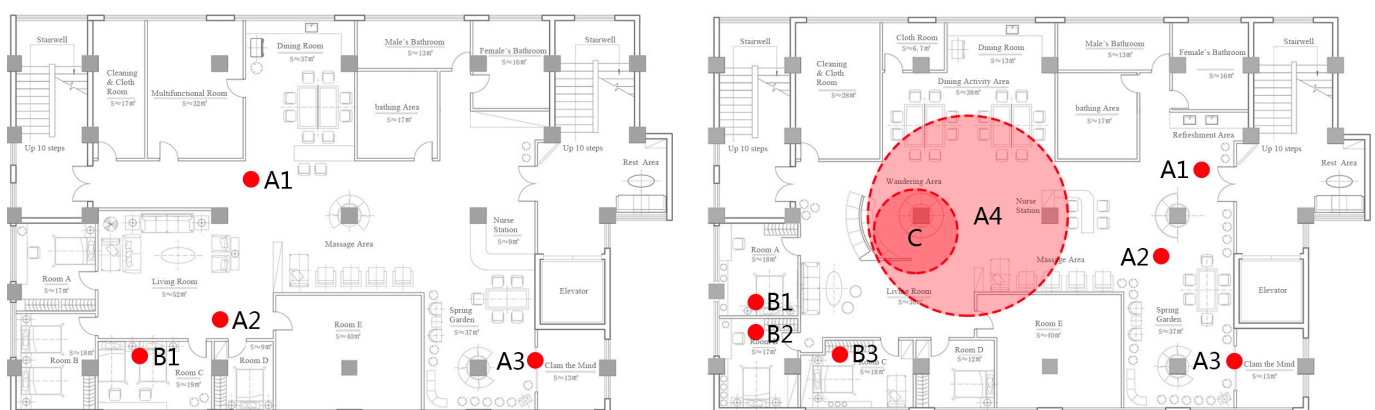 Stairwell
Cleaning
& Cloth
Room
S≈17㎡
Multifunctional Room
S≈32㎡
Dining Room
S≈37㎡
Male`s Bathroom
S≈13㎡
Female`s Bathroom
S≈16㎡
Stairwell
bathing Area
S≈17㎡
Up 10 steps
Up 10 steps
Rest Area
A1
Nurse
Station
S≈9㎡
Massage Area
Room A
S≈17㎡
Living Room
S≈52㎡
Elevator
A2
Room E
S≈40㎡
Spring
Garden
S≈37㎡
S≈18㎡
Room B
B1
Room C
S≈19㎡
S≈9㎡
Room D
A3
Clam the Mind
S≈13㎡
Stairwell
Cleaning
& Cloth
Room
S≈28㎡
Cloth Room
S≈6, 7㎡
Dining Room
S≈13㎡
Dining Activity Area
S≈38㎡
Male`s Bathroom
S≈13㎡
Female`s Bathroom
S≈16㎡
Stairwell
bathing Area
S≈17㎡
Refreshment Area
Up 10 steps
Up 10 steps
Rest Area
A1
Wandering Area
A4
C
Nurse
Station
Massage Area
A2
Room A
S≈18㎡
Living Room
Elevator
B1
B2
S≈17㎡
B3
Room C
S≈18㎡
Room E
S≈40㎡
Room D
S≈12㎡
Spring
Garden
S≈37㎡
A3
Clam the Mind
S≈13㎡